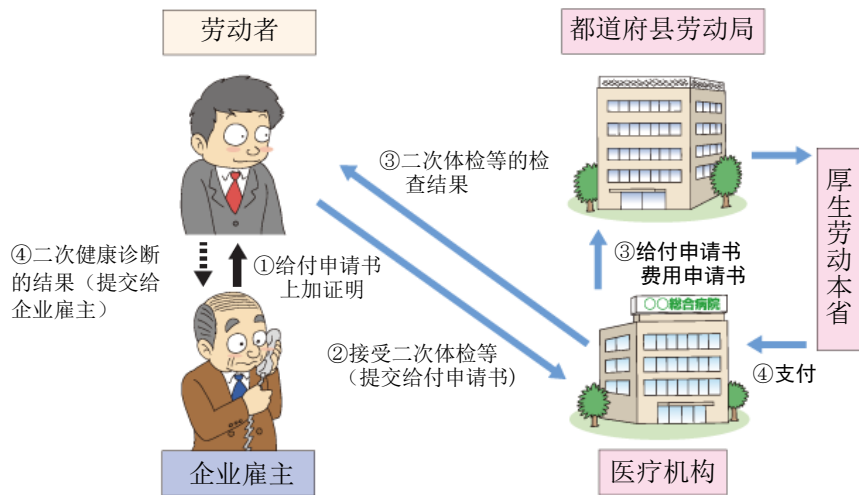 劳动者
都道府县劳动局
③二次体检等的检
查结果
厚生劳动本省
④二次健康诊断
的结果（提交给
企业雇主）
①给付申请书
上加证明
③给付申请书
费用申请书
〇〇総合病院
②接受二次体检等
（提交给付申请书)
④支付
企业雇主
医疗机构